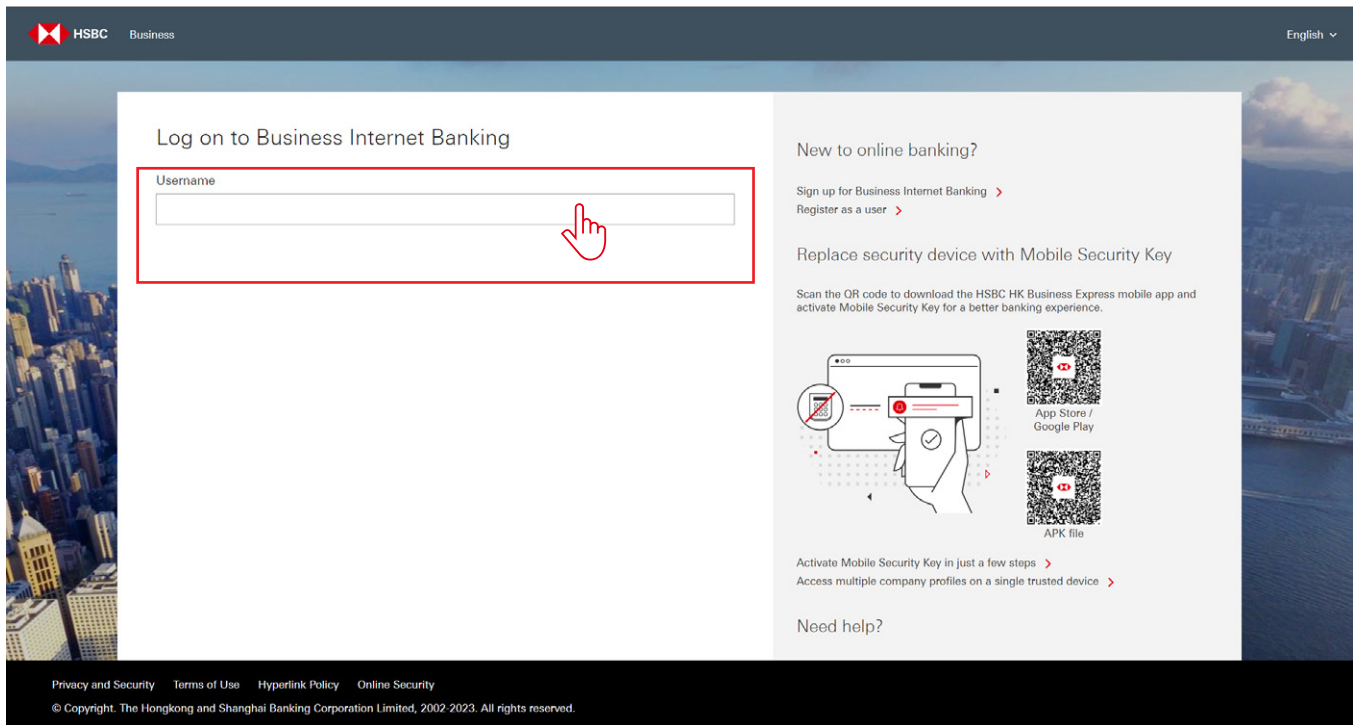 HSBC Business English
Log on to Business Internet Banking
Username
New to online banking?
Sign up for Business Internet Banking
Register as a user
Replace security device with Mobile Security Key
Scan the QR code to download the HSBC HK Business Express mobile app and
activate Mobile Security Key for a better banking experience.
App Store /
Google Play
APK file
Activate Mobile Security Key in just a few steps
Access multiple company profiles on a single trusted device
Need help?
Privacy and Security Terms of Use Hyperlink Policy Online Security
© Copyright. The Hongkong and Shanghai Banking Corporation Limited, 2002-2023. All rights reserved.